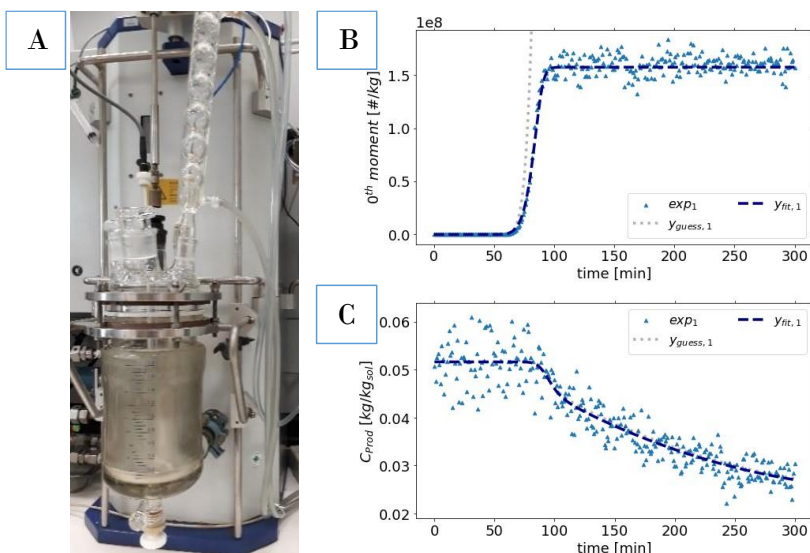 A
B
C
1e8
0th moment [#/kg]
1.5
1.0
0.5
0.0
exp1
yguess, 1
yfit, 1
0
50
100
150
200
250
300
time [min]
CProd [kg/kgsol]
0.06
0.05
0.04
0.03
0.02
exp1
yguess, 1
yfit, 1
0
50
100
150
200
250
300
time [min]